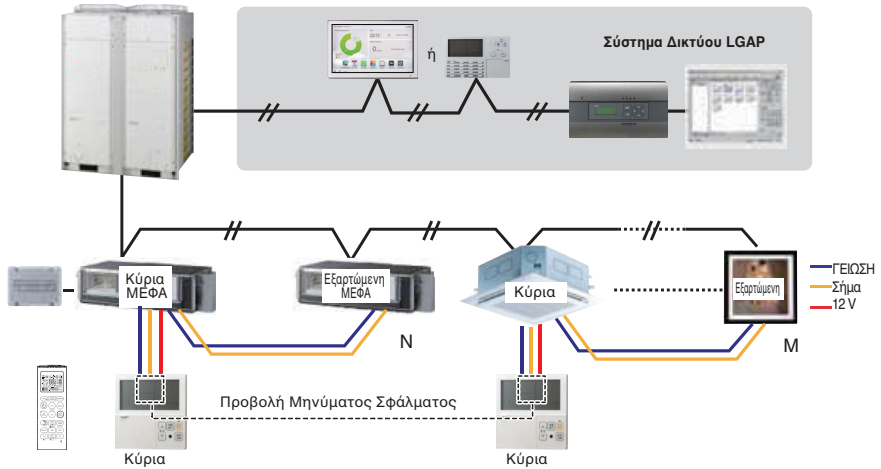 Σύστημα Δικτύου LGAP
ή
Κύρια
ΜΕΦΑ
Εξαρτώμενη
ΜΕΦΑ
Κύρια
Εξαρτώμενη
ΓΕΙΩΣΗ
Σήμα
12 V
N
M
Προβολή Μηνύματος Σφάλματος
Κύρια
Κύρια